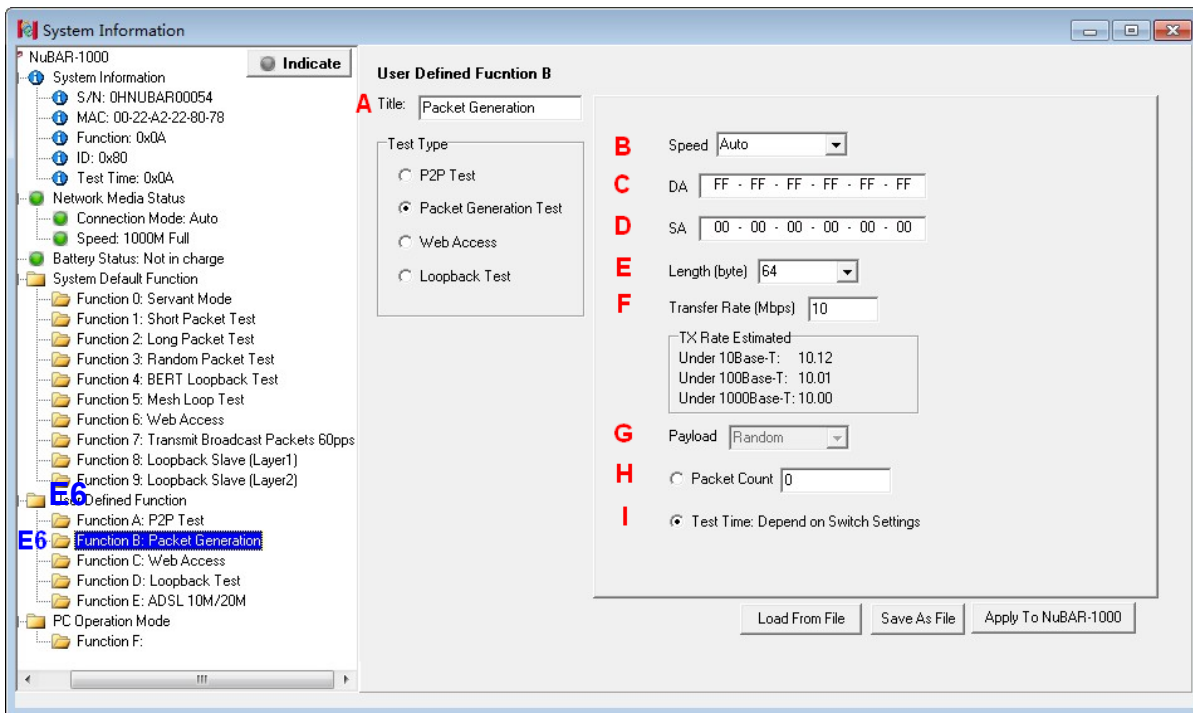 System Information
NuBAR-1000
Indicate
System Information
S/N: 0HNUBAR00054
MAC: 00-22-A2-22-80-78
Function: 0x0A
ID: 0x80
Test Time: 0x0A
Network Media Status
Connection Mode: Auto
Speed: 1000M Full
Battery Status: Not in charge
System Default Function
Function 0: Servant Mode
Function 1: Short Packet Test
Function 2: Long Packet Test
Function 3: Random Packet Test
Function 4: BERT Loopback Test
Function 5: Mesh Loop Test
Function 6: Web Access
Function 7: Transmit Broadcast Packets 60pps
Function 8: Loopback Slave (Layer1)
Function 9: Loopback Slave (Layer2)
E6
User Defined Function
Function A: P2P Test
E6 Function B: Packet Generation
Function C: Web Access
Function D: Loopback Test
Function E: ADSL 10M/20M
PC Operation Mode
Function F:
User Defined Fucntion B
A Title: Packet Generation
Test Type
P2P Test
Packet Generation Test
Web Access
Loopback Test
B Speed Auto
C DA FF - FF - FF - FF - FF - FF
D SA 00 - 00 - 00 - 00 - 00 - 00
E Length (byte) 64
F Transfer Rate (Mbps) 10
TX Rate Estimated
Under 10Base-T: 10.12
Under 100Base-T: 10.01
Under 1000Base-T: 10.00
G Payload Random
H Packet Count 0
I Test Time: Depend on Switch Settings
Load From File Save As File Apply To NuBAR-1000